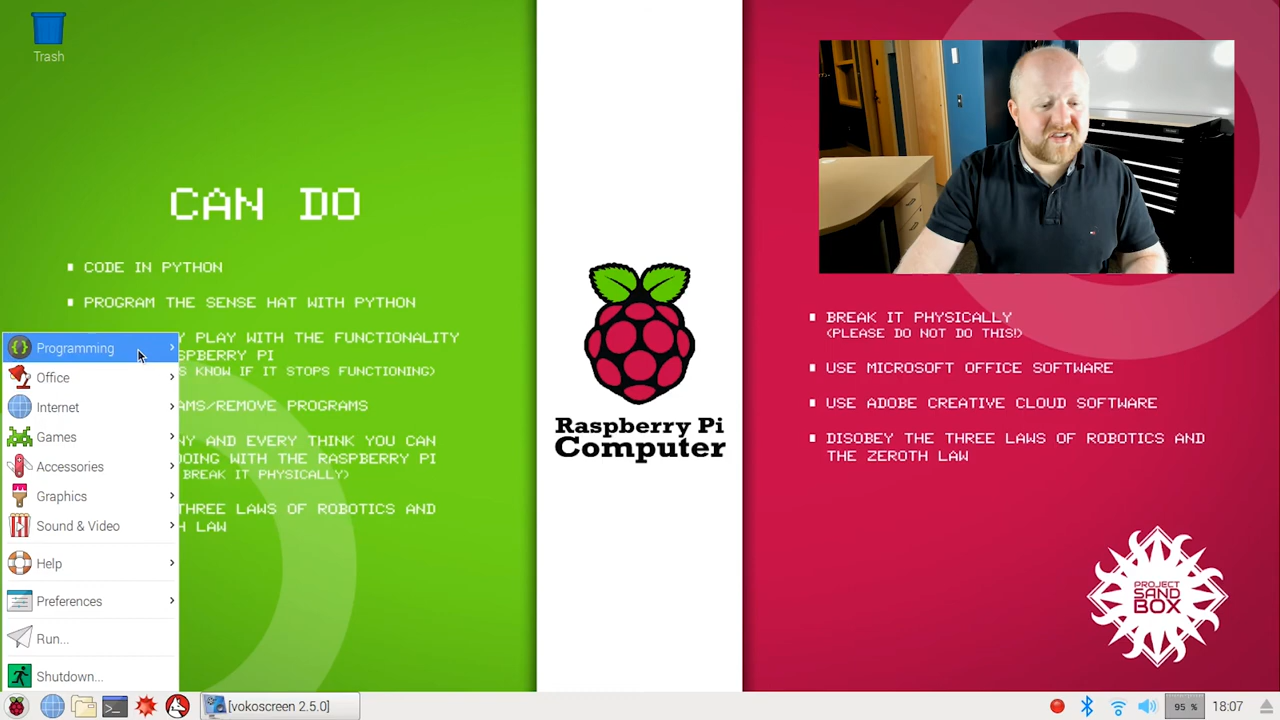 Trash
CAN DO
CODE IN PYTHON
PROGRAM THE SENSE HAT WITH PYTHON
Y PLAY WITH THE FUNCTIONALITY
SPBERRY PI
S KNOW IF IT STOPS FUNCTIONING)
AMS/REMOVE PROGRAMS
NY AND EVERY THINK YOU CAN
DOING WITH THE RASPBERRY PI
BREAK IT PHYSICALLY)
THREE LAWS OF ROBOTICS AND
H LAW
Programming
Office
Internet
Games
Accessories
Graphics
Sound & Video
Help
Preferences
Run...
Shutdown...
Raspberry Pi
Computer
BREAK IT PHYSICALLY
(PLEASE DO NOT DO THIS!)
USE MICROSOFT OFFICE SOFTWARE
USE ADOBE CREATIVE CLOUD SOFTWARE
DISOBEY THE THREE LAWS OF ROBOTICS AND
THE ZEROTH LAW
PROJECT
SAND
BOX
[vokoscreen 2.5.0]
95 %
18:07